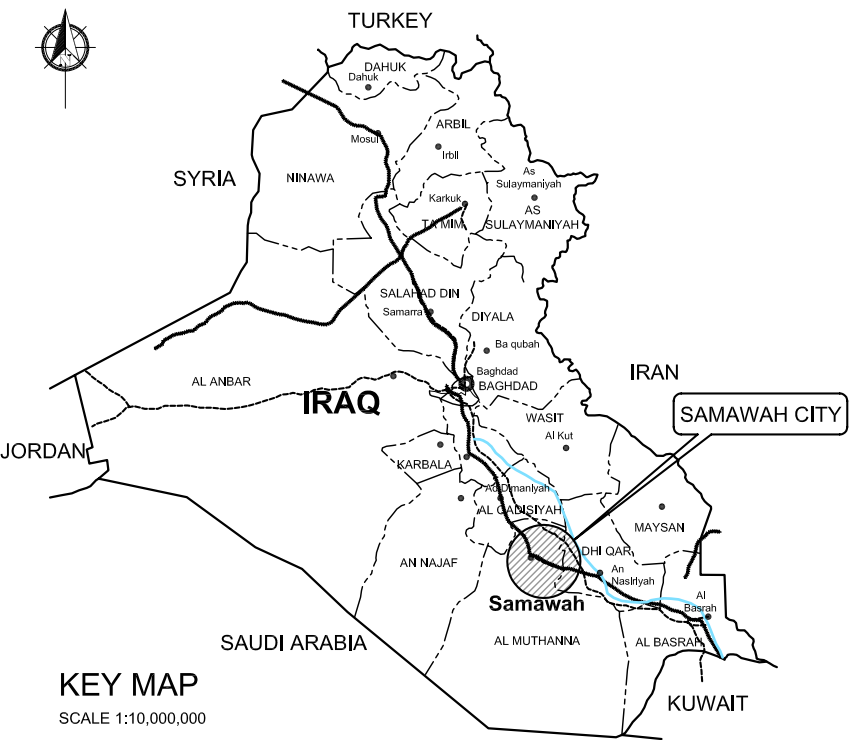 TURKEY
DAHUK
Dahuk
ARBIL
Mosul
Irbil
SYRIA
NINAWA
As
Sulaymaniyah
Karkuk
AS
SULAYMANIYAH
TA'MIM
SALAHAD DIN
Samarra
DIYALA
Ba qubah
IRAN
Baghdad
BAGHDAD
AL ANBAR
IRAQ
WASIT
SAMAWAH CITY
Al Kut
JORDAN
KARBALA
Ad Dimaniyah
AL QADISIYAH
MAYSAN
DHI QAR
AN NAJAF
An
Nasiriyah
Samawah
Al
Basrah
SAUDI ARABIA
AL MUTHANNA
AL BASRAH
KEY MAP
KUWAIT
SCALE 1:10,000,000